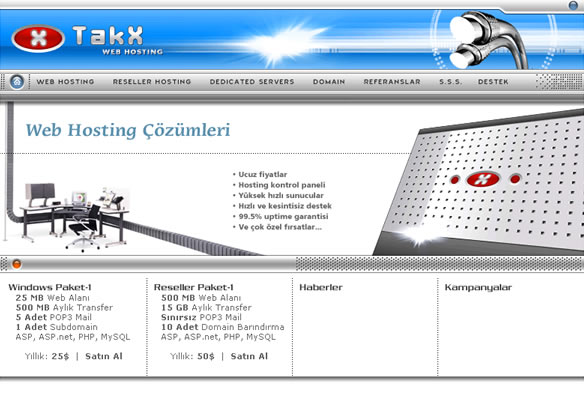 X TakX
WEB HOSTING
WEB HOSTING RESELLER HOSTING DEDICATED SERVERS DOMAIN REFERANSLAR S.S.S. DESTEK
Web Hosting Çözümleri
• Ucuz fiyatlar
• Hosting kontrol paneli
• Yüksek hızlı sunucular
• Hızlı ve kesintisiz destek
• 99.5% uptime garantisi
• Ve çok özel fırsatlar...
X
Windows Paket-1
25 MB Web Alanı
500 MB Aylık Transfer
5 Adet POP3 Mail
1 Adet Subdomain
ASP, ASP.net, PHP, MySQL
Yıllık: 25$ | Satın Al
Reseller Paket-1
500 MB Web Alanı
15 GB Aylık Transfer
Sınırsız POP3 Mail
10 Adet Domain Barındırma
ASP, ASP.net, PHP, MySQL
Yıllık: 50$ | Satın Al
Haberler
Kampanyalar